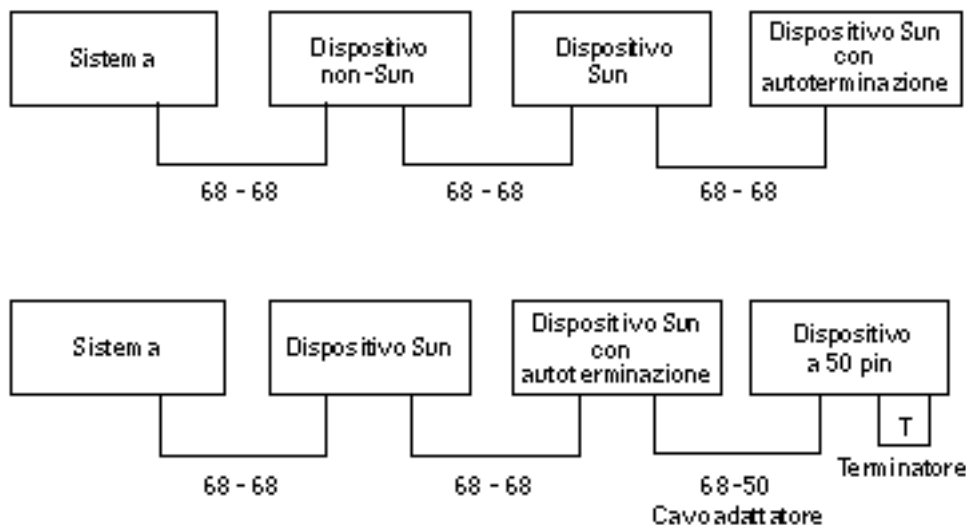 Sistema
Dispositivo
non-Sun
Dispositivo
Sun
Dispositivo Sun
con
autoterminazione
68 - 68
68 - 68
68 - 68
Sistema
Dispositivo Sun
Dispositivo Sun
con
autoterminazione
Dispositivo
a 50 pin
T
Terminatore
68 - 68
68 - 68
68-50
Cavo adattatore